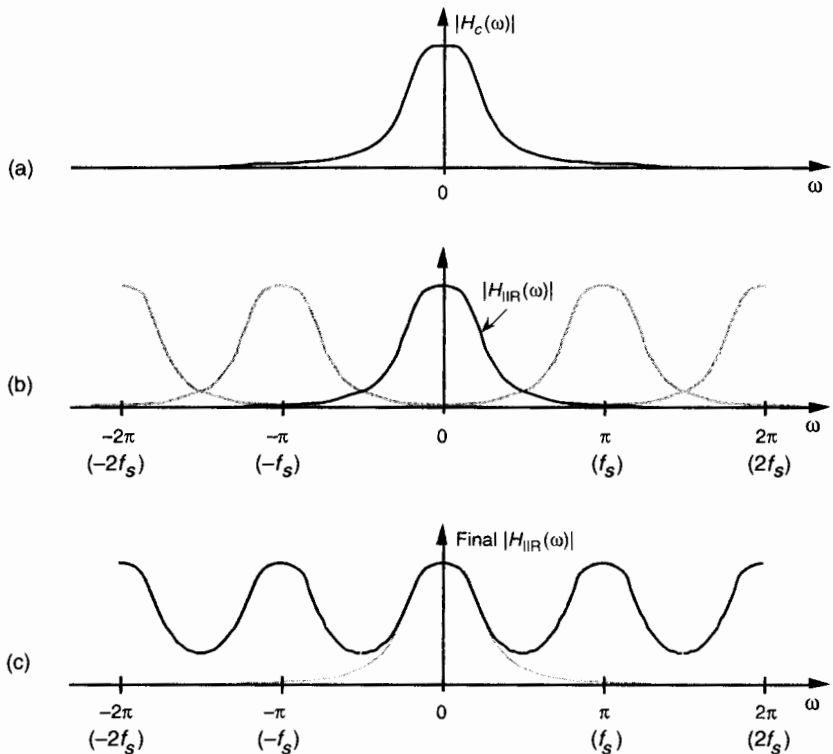 |H_c(ω)|
(a)
0
ω
|H_IIR(ω)|
(b)
−2π
−π
0
π
2π
ω
(−2f_s)
(−f_s)
(f_s)
(2f_s)
Final |H_IIR(ω)|
(c)
−2π
−π
0
π
2π
ω
(−2f_s)
(−f_s)
(f_s)
(2f_s)